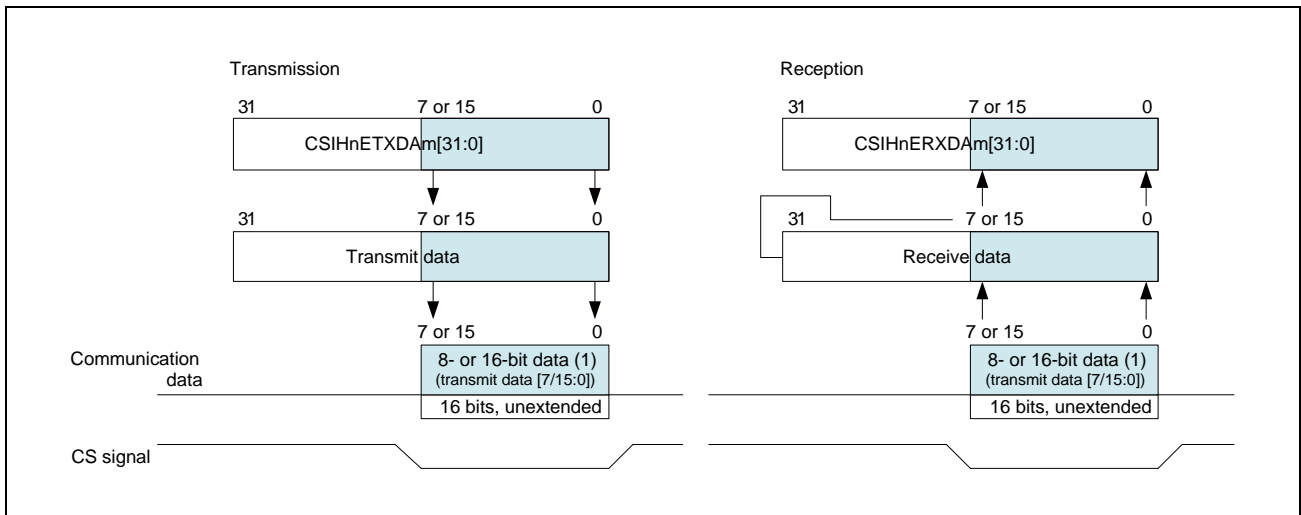 Transmission
31 7 or 15 0
CSIHnETXDAm[31:0]
31 7 or 15 0
Transmit data
7 or 15 0
Communication
data
8- or 16-bit data (1)
(transmit data [7/15:0])
16 bits, unextended
CS signal
Reception
31 7 or 15 0
CSIHnERXDAm[31:0]
31 7 or 15 0
Receive data
7 or 15 0
8- or 16-bit data (1)
(transmit data [7/15:0])
16 bits, unextended